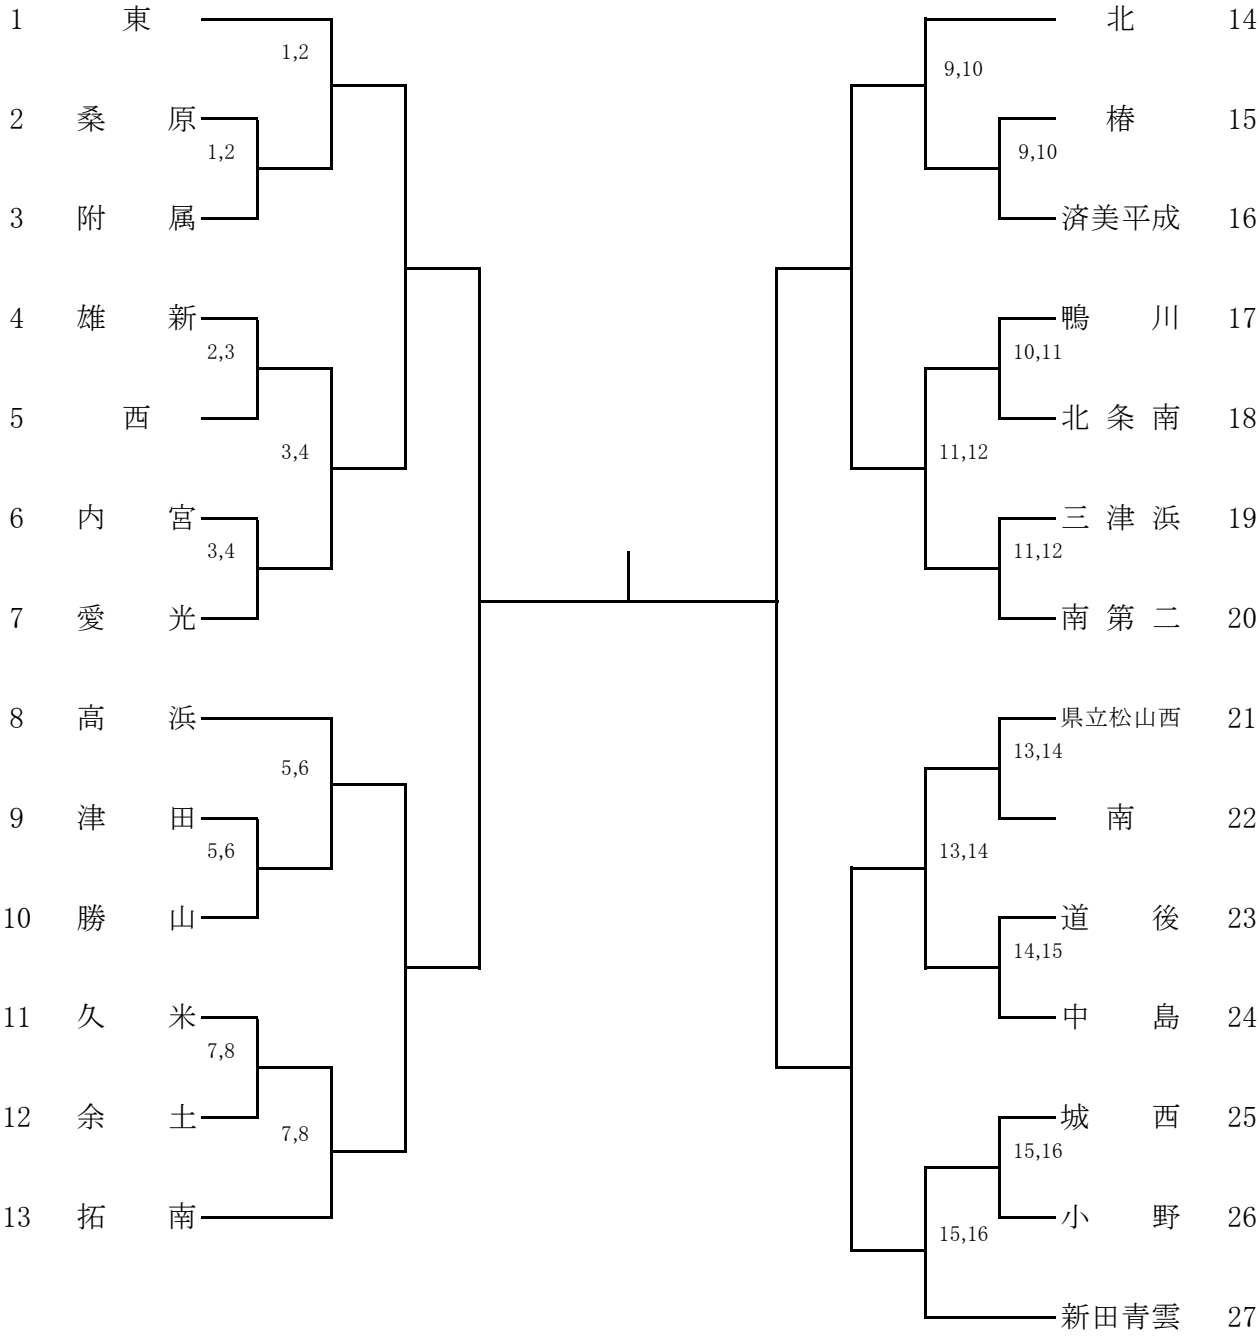 1 東
1,2
2 桑原
1,2
3 附属
4 雄新
2,3
5 西
3,4
6 内宮
3,4
7 愛光
8 高浜
5,6
9 津田
5,6
10 勝山
11 久米
7,8
12 余土
7,8
13 拓南
北 14
9,10
椿 15
9,10
済美平成 16
鴨川 17
10,11
北条南 18
11,12
三津浜 19
11,12
南第二 20
県立松山西 21
13,14
南 22
13,14
道後 23
14,15
中島 24
城西 25
15,16
小野 26
15,16
新田青雲 27